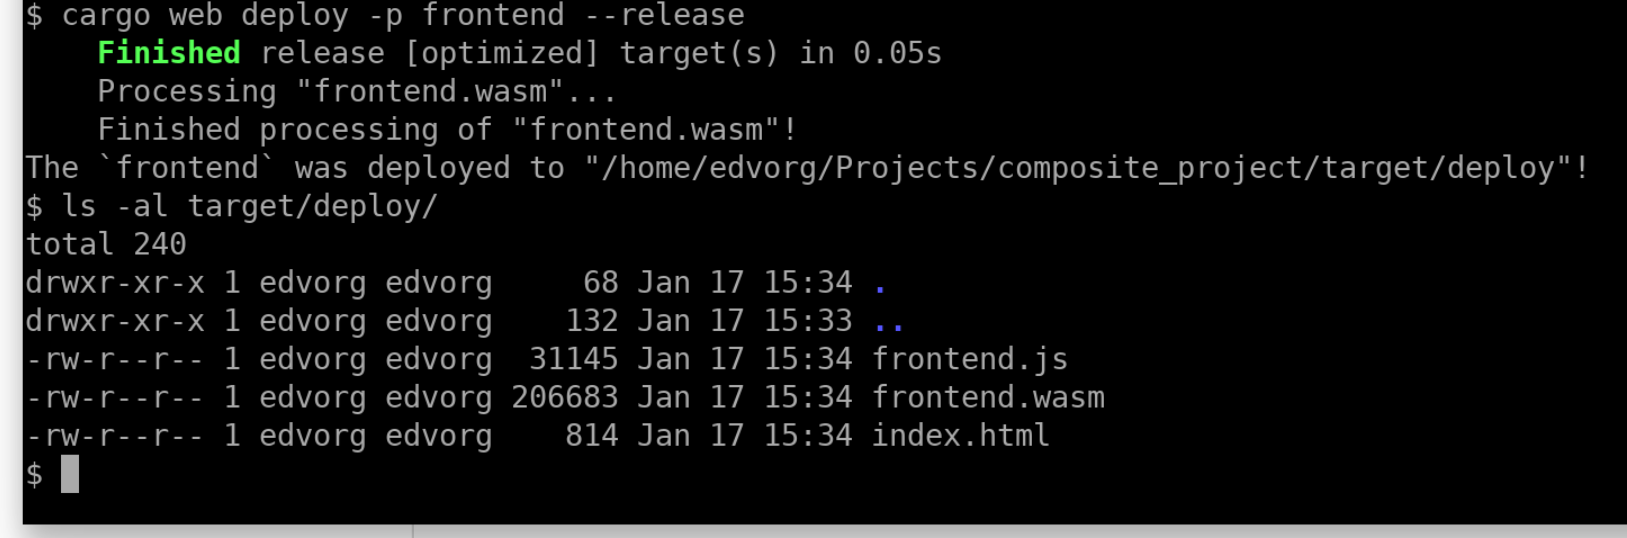 $ cargo web deploy -p frontend --release
    Finished release [optimized] target(s) in 0.05s
    Processing "frontend.wasm"...
    Finished processing of "frontend.wasm"!
The `frontend` was deployed to "/home/edvorg/Projects/composite_project/target/deploy"!
$ ls -al target/deploy/
total 240
drwxr-xr-x 1 edvorg edvorg     68 Jan 17 15:34 .
drwxr-xr-x 1 edvorg edvorg    132 Jan 17 15:33 ..
-rw-r--r-- 1 edvorg edvorg  31145 Jan 17 15:34 frontend.js
-rw-r--r-- 1 edvorg edvorg 206683 Jan 17 15:34 frontend.wasm
-rw-r--r-- 1 edvorg edvorg    814 Jan 17 15:34 index.html
$